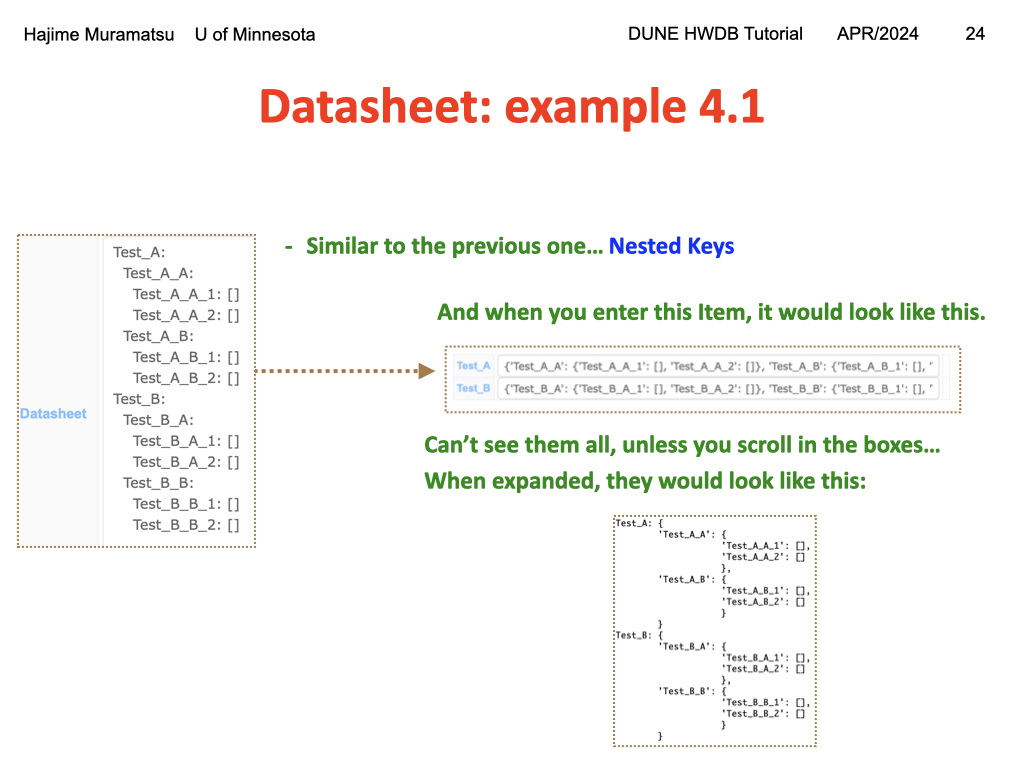 Hajime Muramatsu U of Minnesota DUNE HWDB Tutorial APR/2024 24
Datasheet: example 4.1
- Similar to the previous one... Nested Keys
Datasheet
Test_A:
  Test_A_A:
    Test_A_A_1: []
    Test_A_A_2: []
  Test_A_B:
    Test_A_B_1: []
    Test_A_B_2: []
Test_B:
  Test_B_A:
    Test_B_A_1: []
    Test_B_A_2: []
  Test_B_B:
    Test_B_B_1: []
    Test_B_B_2: []
And when you enter this Item, it would look like this.
Test_A {'Test_A_A': {'Test_A_A_1': [], 'Test_A_A_2': []}, 'Test_A_B': {'Test_A_B_1': [], '
Test_B {'Test_B_A': {'Test_B_A_1': [], 'Test_B_A_2': []}, 'Test_B_B': {'Test_B_B_1': [], '
Can't see them all, unless you scroll in the boxes...
When expanded, they would look like this:
Test_A: {
        'Test_A_A': {
                    'Test_A_A_1': [],
                    'Test_A_A_2': []
                    },
        'Test_A_B': {
                    'Test_A_B_1': [],
                    'Test_A_B_2': []
                    }
        }
Test_B: {
        'Test_B_A': {
                    'Test_B_A_1': [],
                    'Test_B_A_2': []
                    },
        'Test_B_B': {
                    'Test_B_B_1': [],
                    'Test_B_B_2': []
                    }
        }